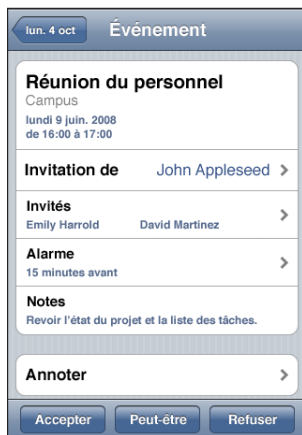 lun. 4 oct Événement
Réunion du personnel
Campus
lundi 9 juin. 2008
de 16:00 à 17:00
Invitation de John Appleseed
Invités
Emily Harrold David Martinez
Alarme
15 minutes avant
Notes
Revoir l'état du projet et la liste des tâches.
Annoter
Accepter Peut-être Refuser